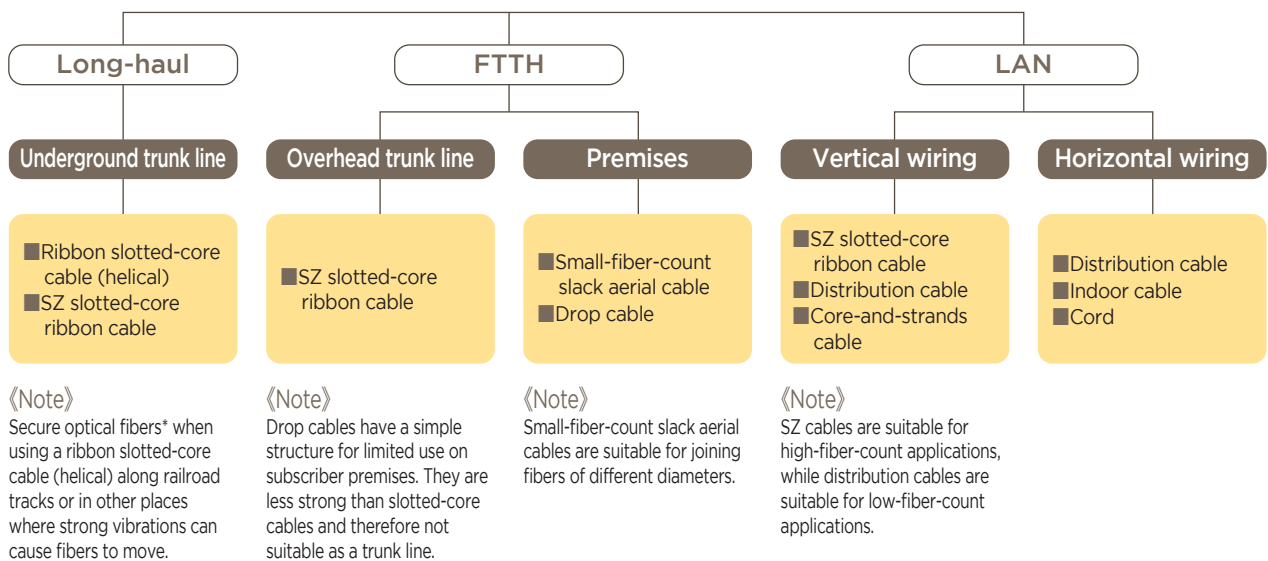 Long-haul
FTTH
LAN
Underground trunk line
Overhead trunk line
Premises
Vertical wiring
Horizontal wiring
■Ribbon slotted-core
cable (helical)
■SZ slotted-core
ribbon cable
■SZ slotted-core
ribbon cable
■Small-fiber-count
slack aerial cable
■Drop cable
■SZ slotted-core
ribbon cable
■Distribution cable
■Core-and-strands
cable
■Distribution cable
■Indoor cable
■Cord
《Note》
Secure optical fibers* when
using a ribbon slotted-core
cable (helical) along railroad
tracks or in other places
where strong vibrations can
cause fibers to move.
《Note》
Drop cables have a simple
structure for limited use on
subscriber premises. They are
less strong than slotted-core
cables and therefore not
suitable as a trunk line.
《Note》
Small-fiber-count slack aerial
cables are suitable for joining
fibers of different diameters.
《Note》
SZ cables are suitable for
high-fiber-count applications,
while distribution cables are
suitable for low-fiber-count
applications.